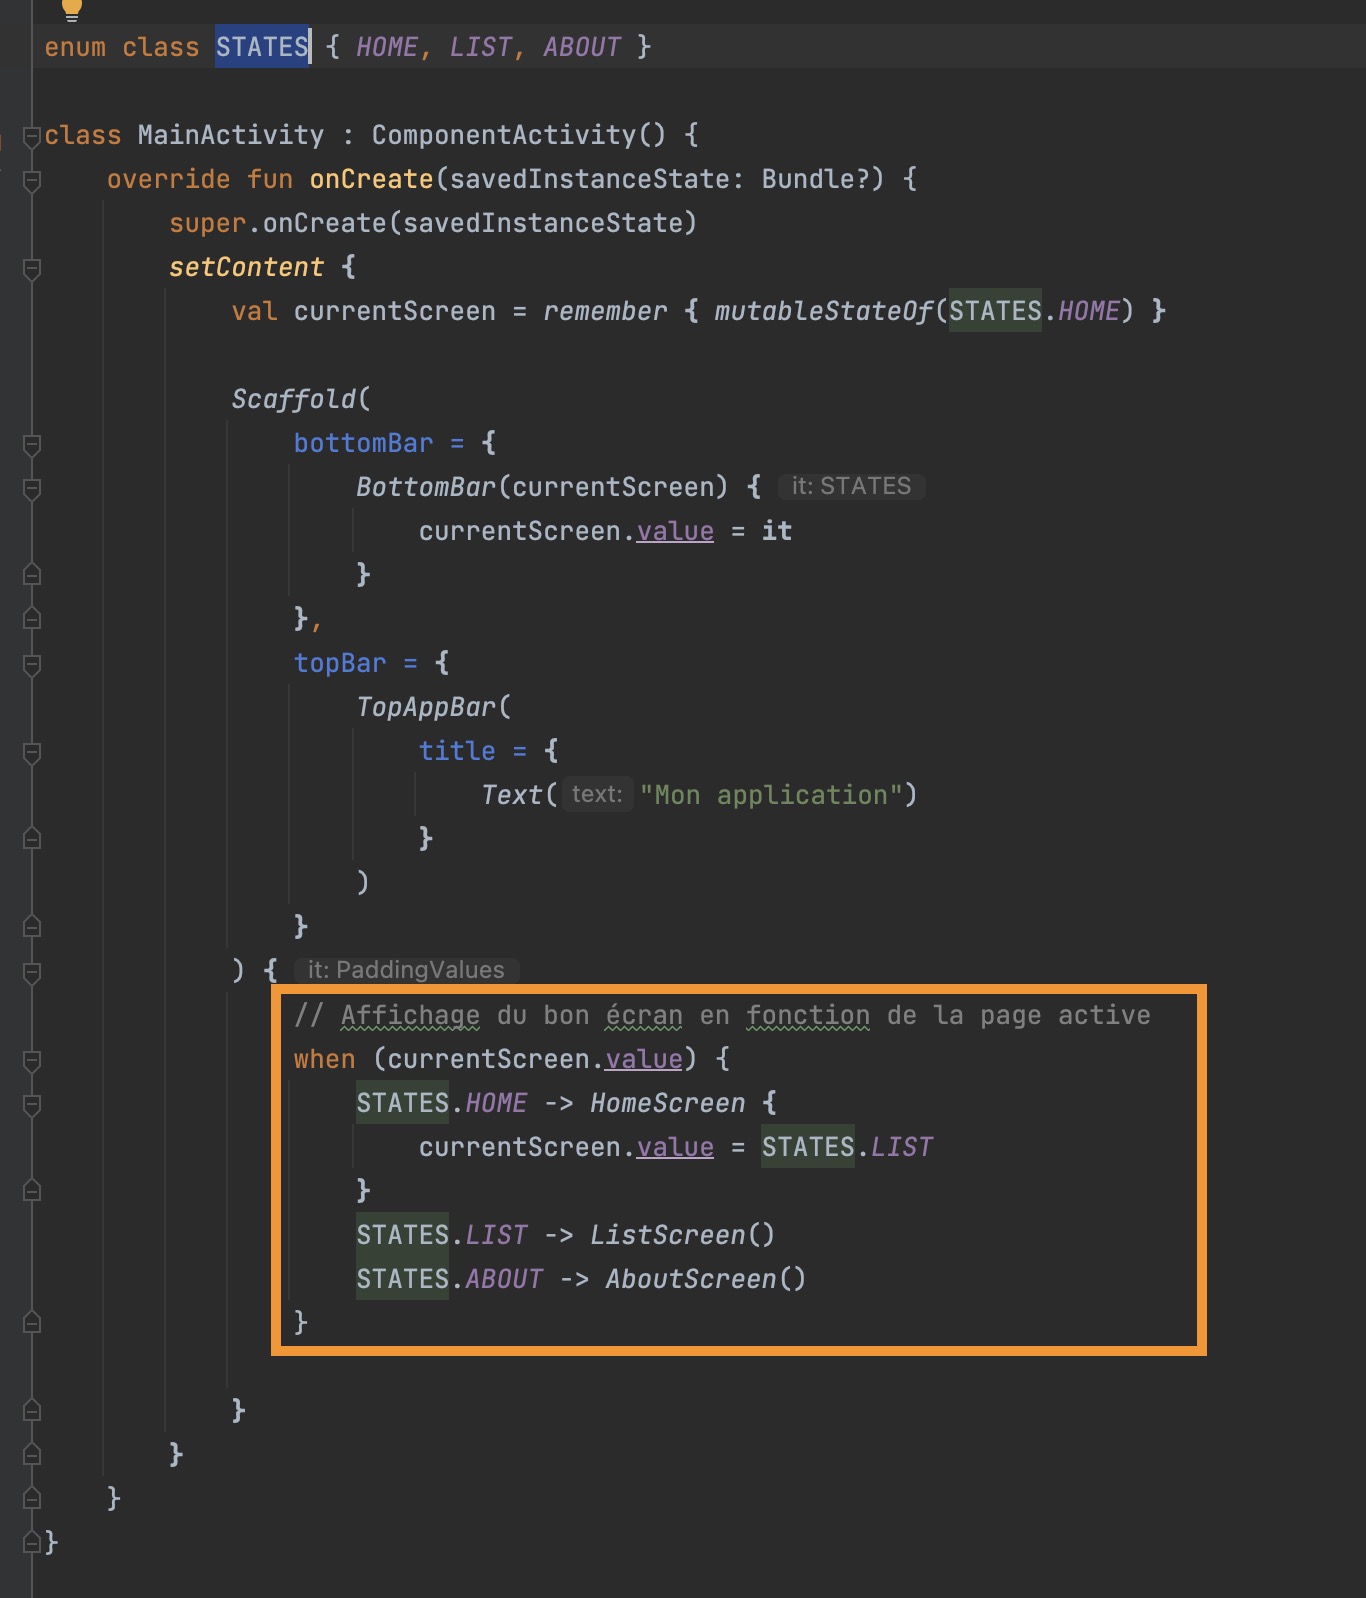 enum class STATES { HOME, LIST, ABOUT }
class MainActivity : ComponentActivity() {
override fun onCreate(savedInstanceState: Bundle?) {
super.onCreate(savedInstanceState)
setContent {
val currentScreen = remember { mutableStateOf(STATES.HOME) }
Scaffold(
bottomBar = {
BottomBar(currentScreen) { it: STATES
currentScreen.value = it
}
},
topBar = {
TopAppBar(
title = {
Text( text: "Mon application")
}
)
}
) { it: PaddingValues
// Affichage du bon écran en fonction de la page active
when (currentScreen.value) {
STATES.HOME -> HomeScreen {
currentScreen.value = STATES.LIST
}
STATES.LIST -> ListScreen()
STATES.ABOUT -> AboutScreen()
}
}
}
}
}